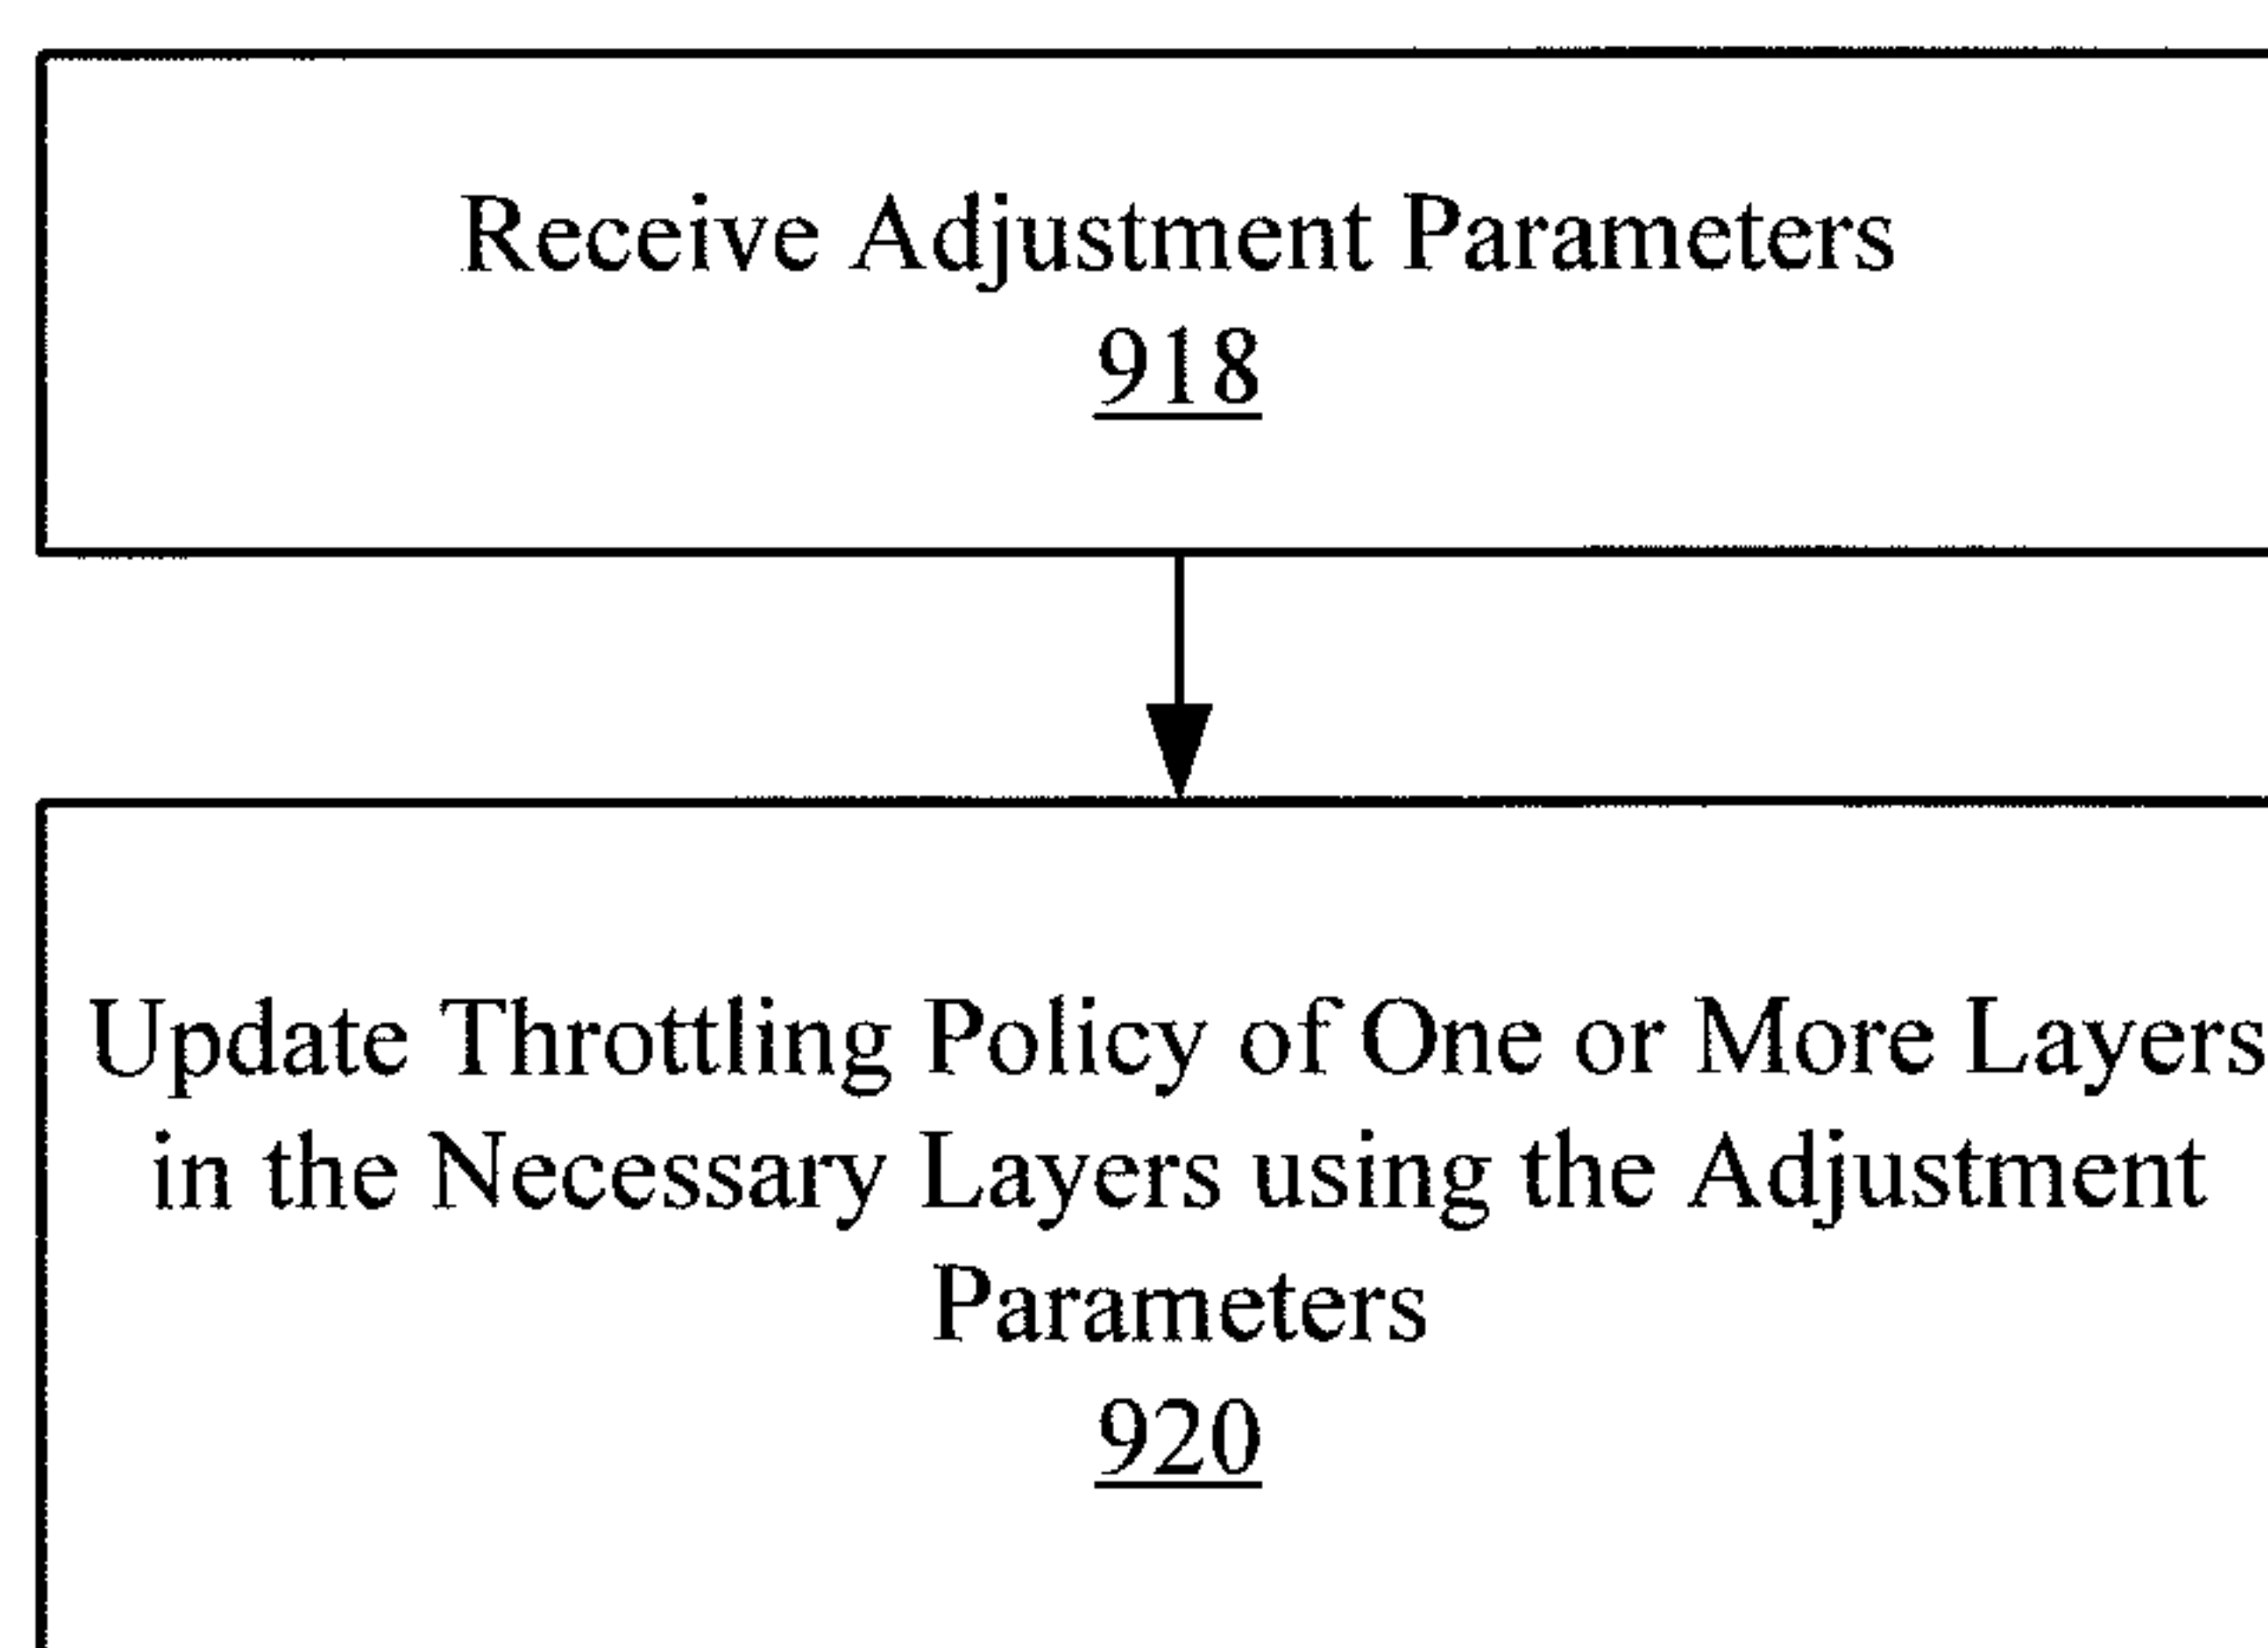 Receive Adjustment Parameters
918
Update Throttling Policy of One or More Layers
in the Necessary Layers using the Adjustment
Parameters
920